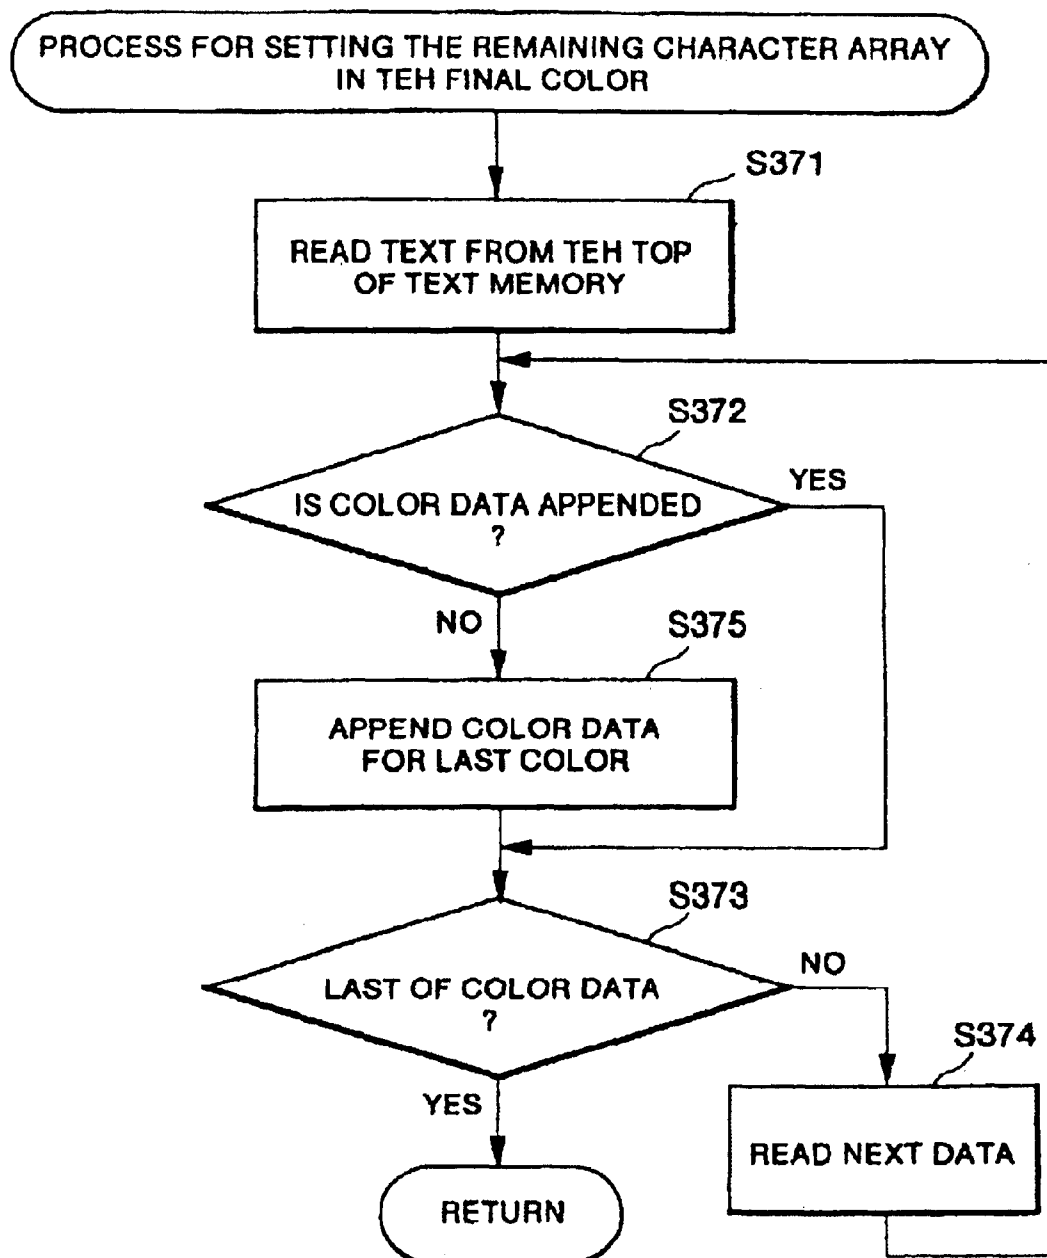 PROCESS FOR SETTING THE REMAINING CHARACTER ARRAY
IN TEH FINAL COLOR
S371
READ TEXT FROM TEH TOP
OF TEXT MEMORY
S372
IS COLOR DATA APPENDED
?
YES
NO
S375
APPEND COLOR DATA
FOR LAST COLOR
S373
LAST OF COLOR DATA
?
NO
S374
YES
READ NEXT DATA
RETURN